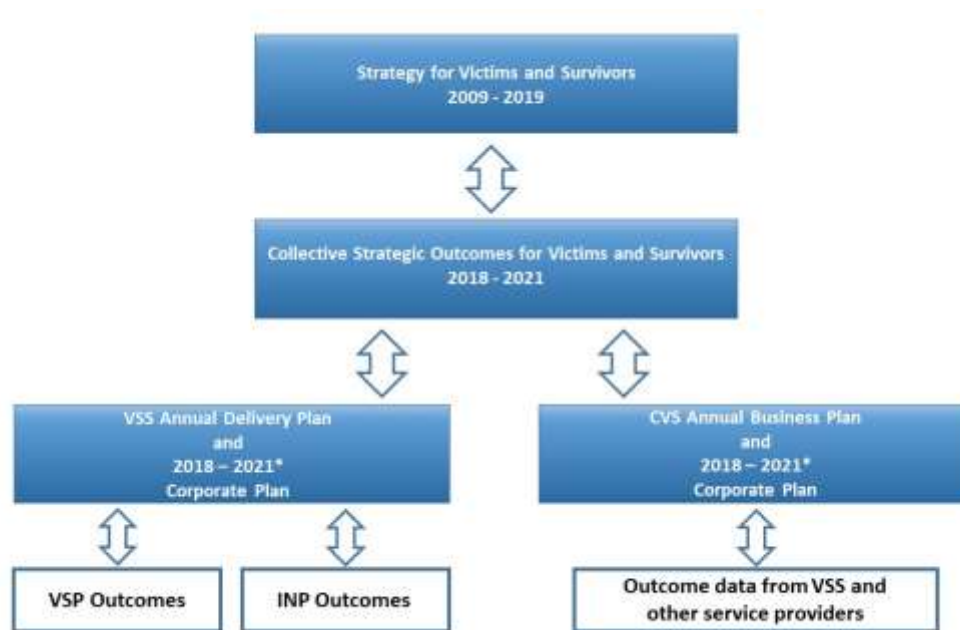 Strategy for Victims and Survivors
2009 - 2019
Collective Strategic Outcomes for Victims and Survivors
2018 - 2021
VSS Annual Delivery Plan
and
2018 – 2021*
Corporate Plan
CVS Annual Business Plan
and
2018 – 2021*
Corporate Plan
VSP Outcomes
INP Outcomes
Outcome data from VSS and
other service providers